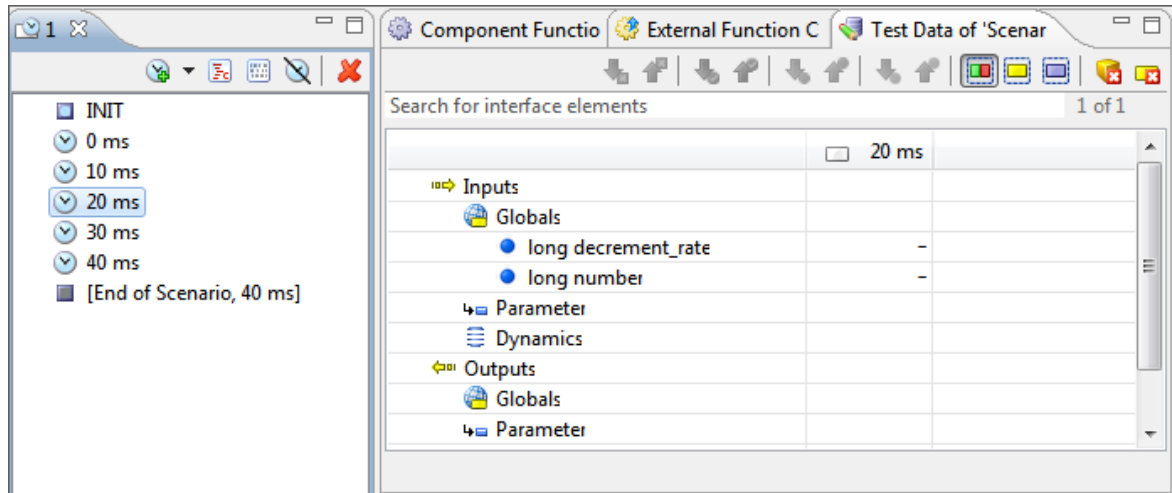 1
INIT
0 ms
10 ms
20 ms
30 ms
40 ms
[End of Scenario, 40 ms]
Component Functio
External Function C
Test Data of 'Scenar
Search for interface elements
1 of 1
20 ms
Inputs
Globals
long decrement_rate
–
long number
–
Parameter
Dynamics
Outputs
Globals
Parameter